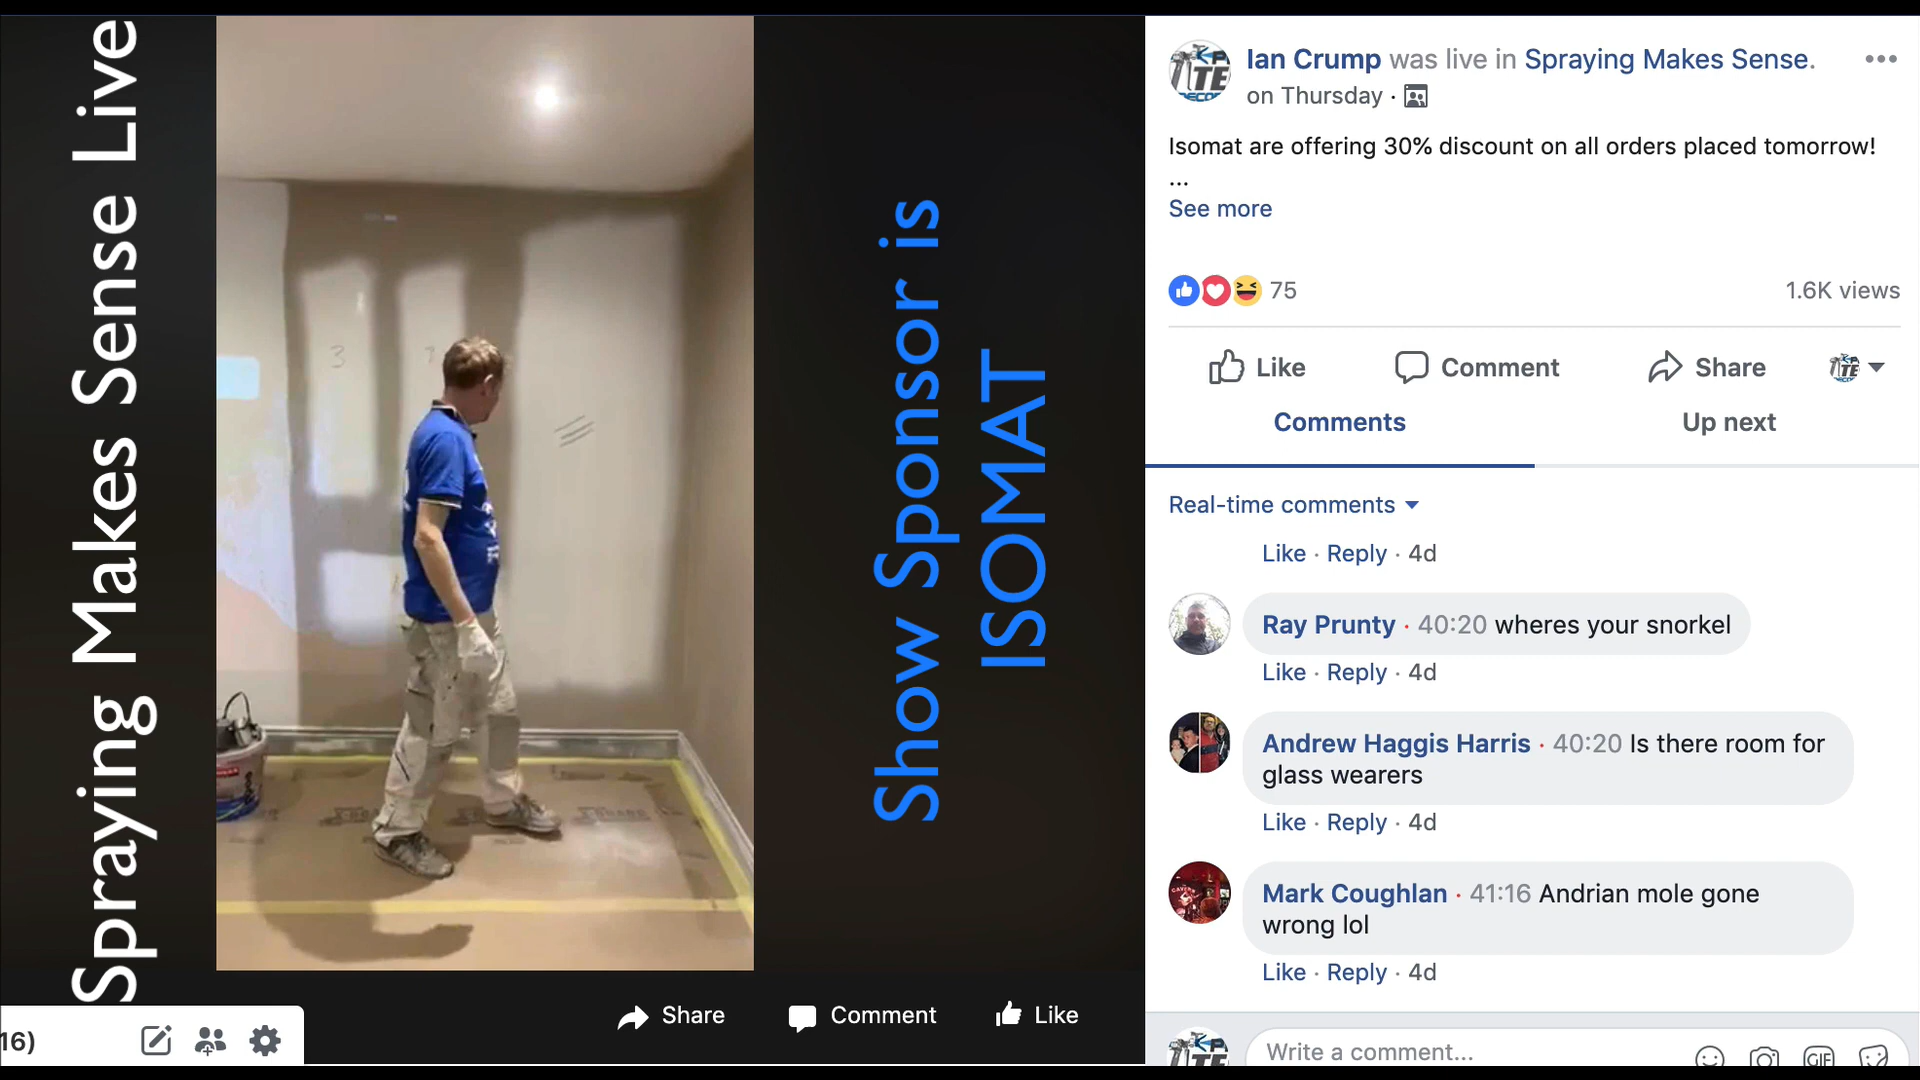 Spraying Makes Sense Live
3
7
Show Sponsor is
ISOMAT
Ian Crump was live in Spraying Makes Sense.
on Thursday ·
Isomat are offering 30% discount on all orders placed tomorrow!
...
See more
75
1.6K views
Like
Comment
Share
Comments
Up next
Real-time comments
Like · Reply · 4d
Ray Prunty · 40:20 wheres your snorkel
Like · Reply · 4d
Andrew Haggis Harris · 40:20 Is there room for
glass wearers
Like · Reply · 4d
Mark Coughlan · 41:16 Andrian mole gone
wrong lol
Like · Reply · 4d
Share
Comment
Like
16)
Write a comment...
GIF